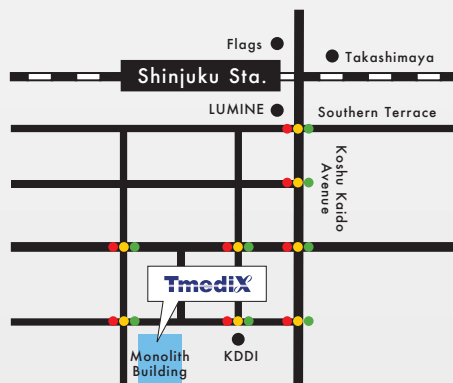 Flags
Takashimaya
Shinjuku Sta.
LUMINE
Southern Terrace
Koshu Kaido
Avenue
TmediX
Monolith
Building
KDDI